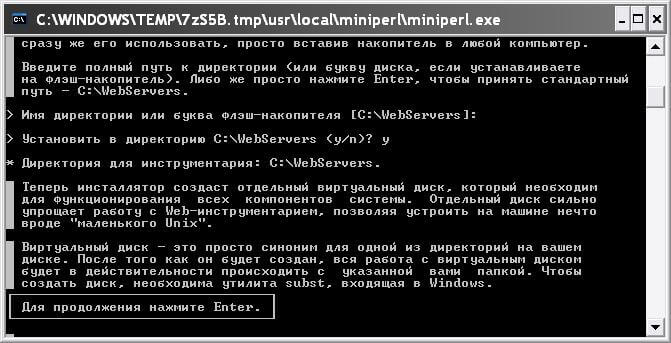 C:\WINDOWS\TEMP\7zS5B.tmp\usr\local\miniperl\miniperl.exe
сразу же его использовать, просто вставив накопитель в любой компьютер.
Введите полный путь к директории (или букву диска, если устанавливаете
на флэш-накопитель). Либо же просто нажмите Enter, чтобы принять стандартный
путь - C:\WebServers.
> Имя директории или буква флэш-накопителя [C:\WebServers]:
> Установить в директорию C:\WebServers (y/n)? y
* Директория для инструментария: C:\WebServers.
Теперь инсталлятор создаст отдельный виртуальный диск, который необходим
для функционирования всех компонентов системы. Отдельный диск сильно
упрощает работу с Web-инструментарием, позволяя устроить на машине нечто
вроде "маленького Unix".
Виртуальный диск - это просто синоним для одной из директорий на вашем
диске. После того как он будет создан, вся работа с виртуальным диском
будет в действительности происходить с указанной вами папкой. Чтобы
создать диск, необходима утилита subst, входящая в Windows.
Для продолжения нажмите Enter.